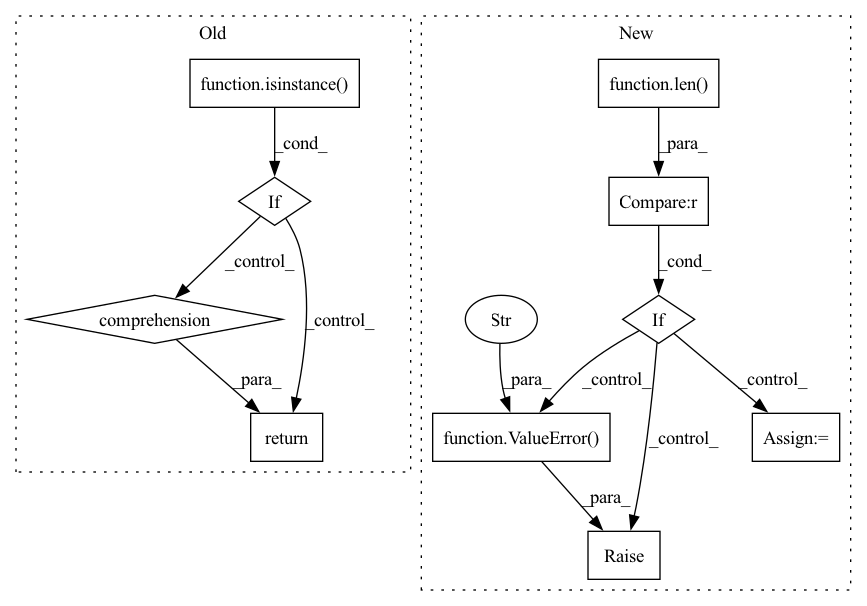 Old
New
function.isinstance()
function.len()
_cond_
_para_
If
Compare:r
_control_
_cond_
comprehension
_control_
Str
If
_para_
_para_
_control_
_control_
return
function.ValueError()
_control_
Assign:=
_para_
Raise